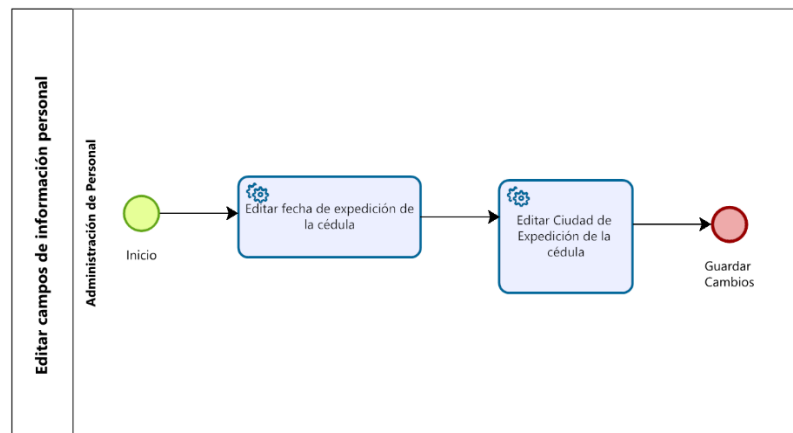 Editar campos de información personal
Administración de Personal
Inicio
Editar fecha de expedición de
la cédula
Editar Ciudad de
Expedición de la
cédula
Guardar
Cambios